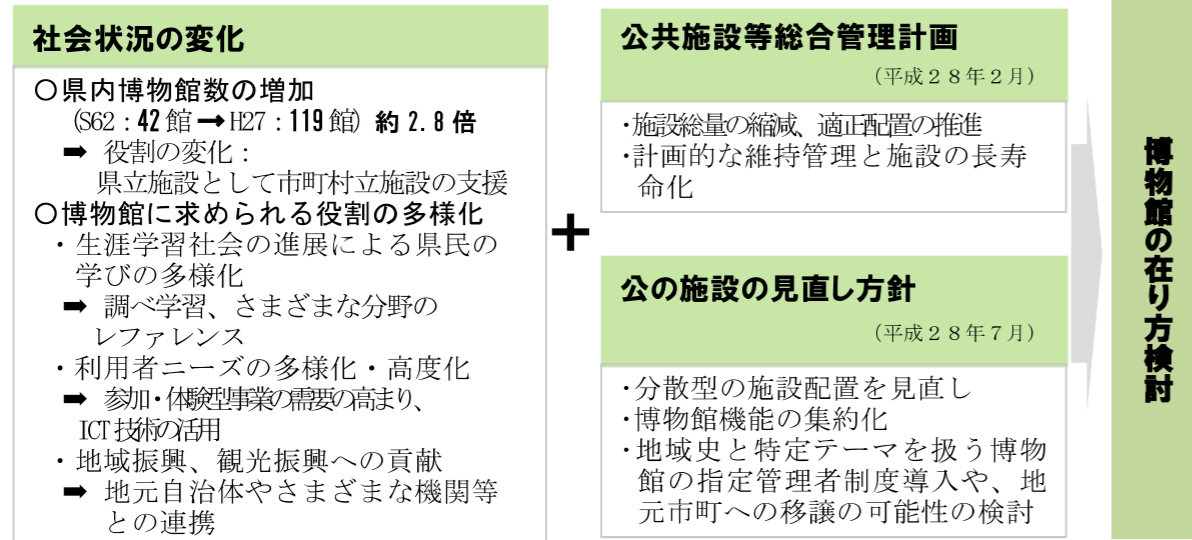 社会状況の変化
〇県内博物館数の増加
(S62：42館➡H27：119館) 約2.8倍
➡ 役割の変化：
県立施設として市町村立施設の支援
〇博物館に求められる役割の多様化
・生涯学習社会の進展による県民の
学びの多様化
➡ 調べ学習、さまざまな分野の
レファレンス
・利用者ニーズの多様化・高度化
➡ 参加・体験型事業の需要の高まり、
ICT技術の活用
・地域振興、観光振興への貢献
➡ 地元自治体やさまざまな機関等
との連携
+
公共施設等総合管理計画
(平成２８年２月)
・施設総量の縮減、適正配置の推進
・計画的な維持管理と施設の長寿
命化
公の施設の見直し方針
(平成２８年７月)
・分散型の施設配置を見直し
・博物館機能の集約化
・地域史と特定テーマを扱う博物
館の指定管理者制度導入や、地
元市町への移譲の可能性の検討
博物館の在り方検討